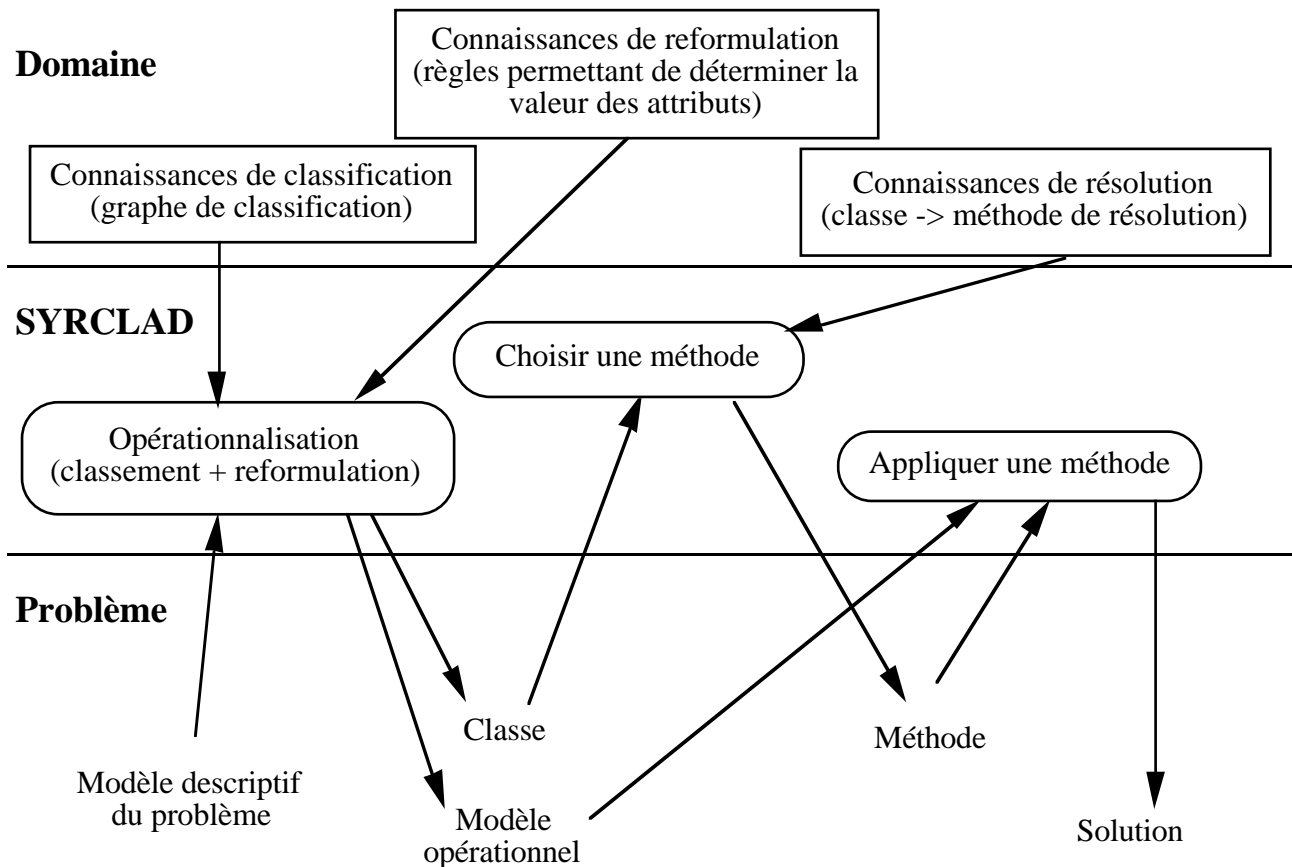 Domaine
Connaissances de reformulation
(règles permettant de déterminer la
valeur des attributs)
Connaissances de classification
(graphe de classification)
Connaissances de résolution
(classe -> méthode de résolution)
SYRCLAD
Choisir une méthode
Opérationnalisation
(classement + reformulation)
Appliquer une méthode
Problème
Classe
Méthode
Modèle descriptif
du problème
Modèle
opérationnel
Solution